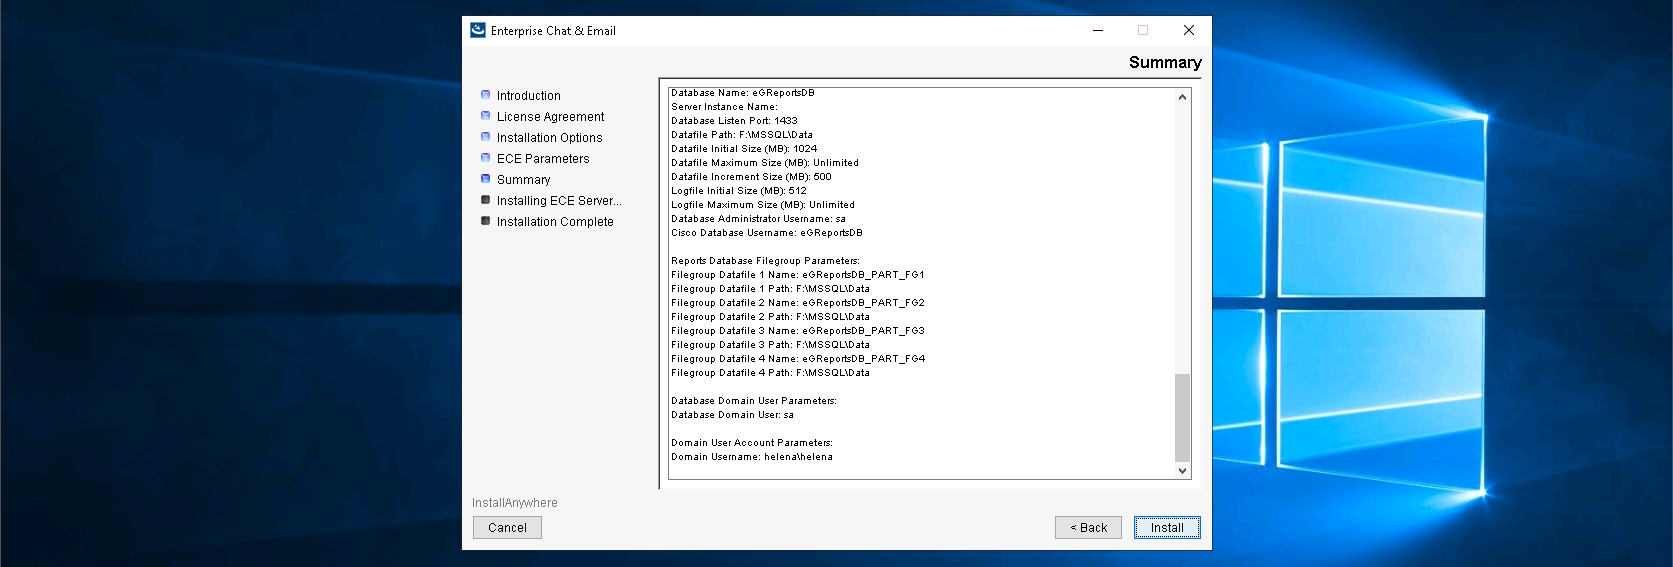 Enterprise Chat & Email
Summary
Introduction
License Agreement
Installation Options
ECE Parameters
Summary
Installing ECE Server...
Installation Complete
Database Name: eGReportsDB
Server Instance Name:
Database Listen Port: 1433
Datafile Path: F:\MSSQL\Data
Datafile Initial Size (MB): 1024
Datafile Maximum Size (MB): Unlimited
Datafile Increment Size (MB): 500
Logfile Initial Size (MB): 512
Logfile Maximum Size (MB): Unlimited
Database Administrator Username: sa
Cisco Database Username: eGReportsDB
Reports Database Filegroup Parameters:
Filegroup Datafile 1 Name: eGReportsDB_PART_FG1
Filegroup Datafile 1 Path: F:\MSSQL\Data
Filegroup Datafile 2 Name: eGReportsDB_PART_FG2
Filegroup Datafile 2 Path: F:\MSSQL\Data
Filegroup Datafile 3 Name: eGReportsDB_PART_FG3
Filegroup Datafile 3 Path: F:\MSSQL\Data
Filegroup Datafile 4 Name: eGReportsDB_PART_FG4
Filegroup Datafile 4 Path: F:\MSSQL\Data
Database Domain User Parameters:
Database Domain User: sa
Domain User Account Parameters:
Domain Username: helena\helena
InstallAnywhere
Cancel
< Back
Install